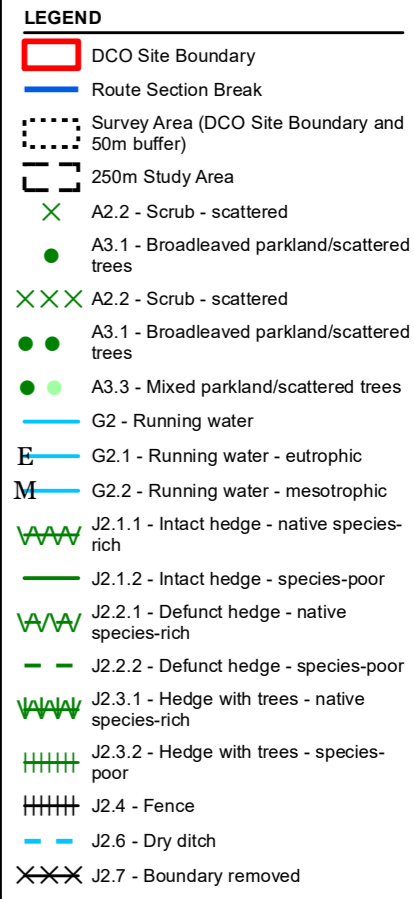 LEGEND
DCO Site Boundary
Route Section Break
Survey Area (DCO Site Boundary and
50m buffer)
250m Study Area
A2.2 - Scrub - scattered
A3.1 - Broadleaved parkland/scattered
trees
A2.2 - Scrub - scattered
A3.1 - Broadleaved parkland/scattered
trees
A3.3 - Mixed parkland/scattered trees
G2 - Running water
E G2.1 - Running water - eutrophic
M G2.2 - Running water - mesotrophic
J2.1.1 - Intact hedge - native species-
rich
J2.1.2 - Intact hedge - species-poor
J2.2.1 - Defunct hedge - native
species-rich
J2.2.2 - Defunct hedge - species-poor
J2.3.1 - Hedge with trees - native
species-rich
J2.3.2 - Hedge with trees - species-
poor
J2.4 - Fence
J2.6 - Dry ditch
J2.7 - Boundary removed